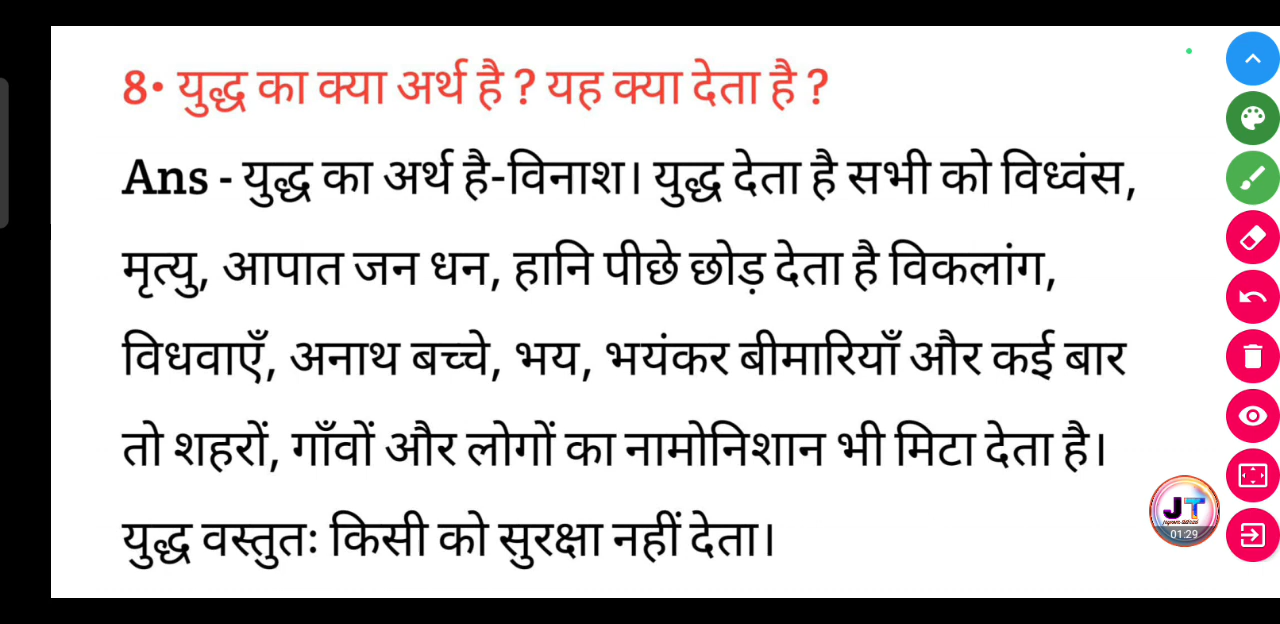 8• युद्ध का क्या अर्थ है ? यह क्या देता है ?
Ans - युद्ध का अर्थ है-विनाश। युद्ध देता है सभी को विध्वंस,
मृत्यु, आपात जन धन, हानि पीछे छोड़ देता है विकलांग,
विधवाएँ, अनाथ बच्चे, भय, भयंकर बीमारियाँ और कई बार
तो शहरों, गाँवों और लोगों का नामोनिशान भी मिटा देता है।
युद्ध वस्तुतः किसी को सुरक्षा नहीं देता।
JT
01:29